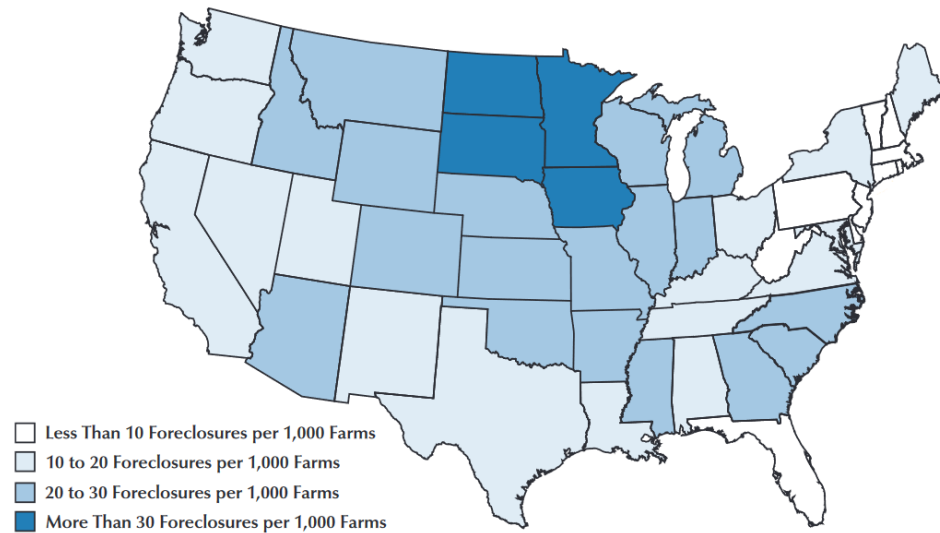 Less Than 10 Foreclosures per 1,000 Farms
10 to 20 Foreclosures per 1,000 Farms
20 to 30 Foreclosures per 1,000 Farms
More Than 30 Foreclosures per 1,000 Farms